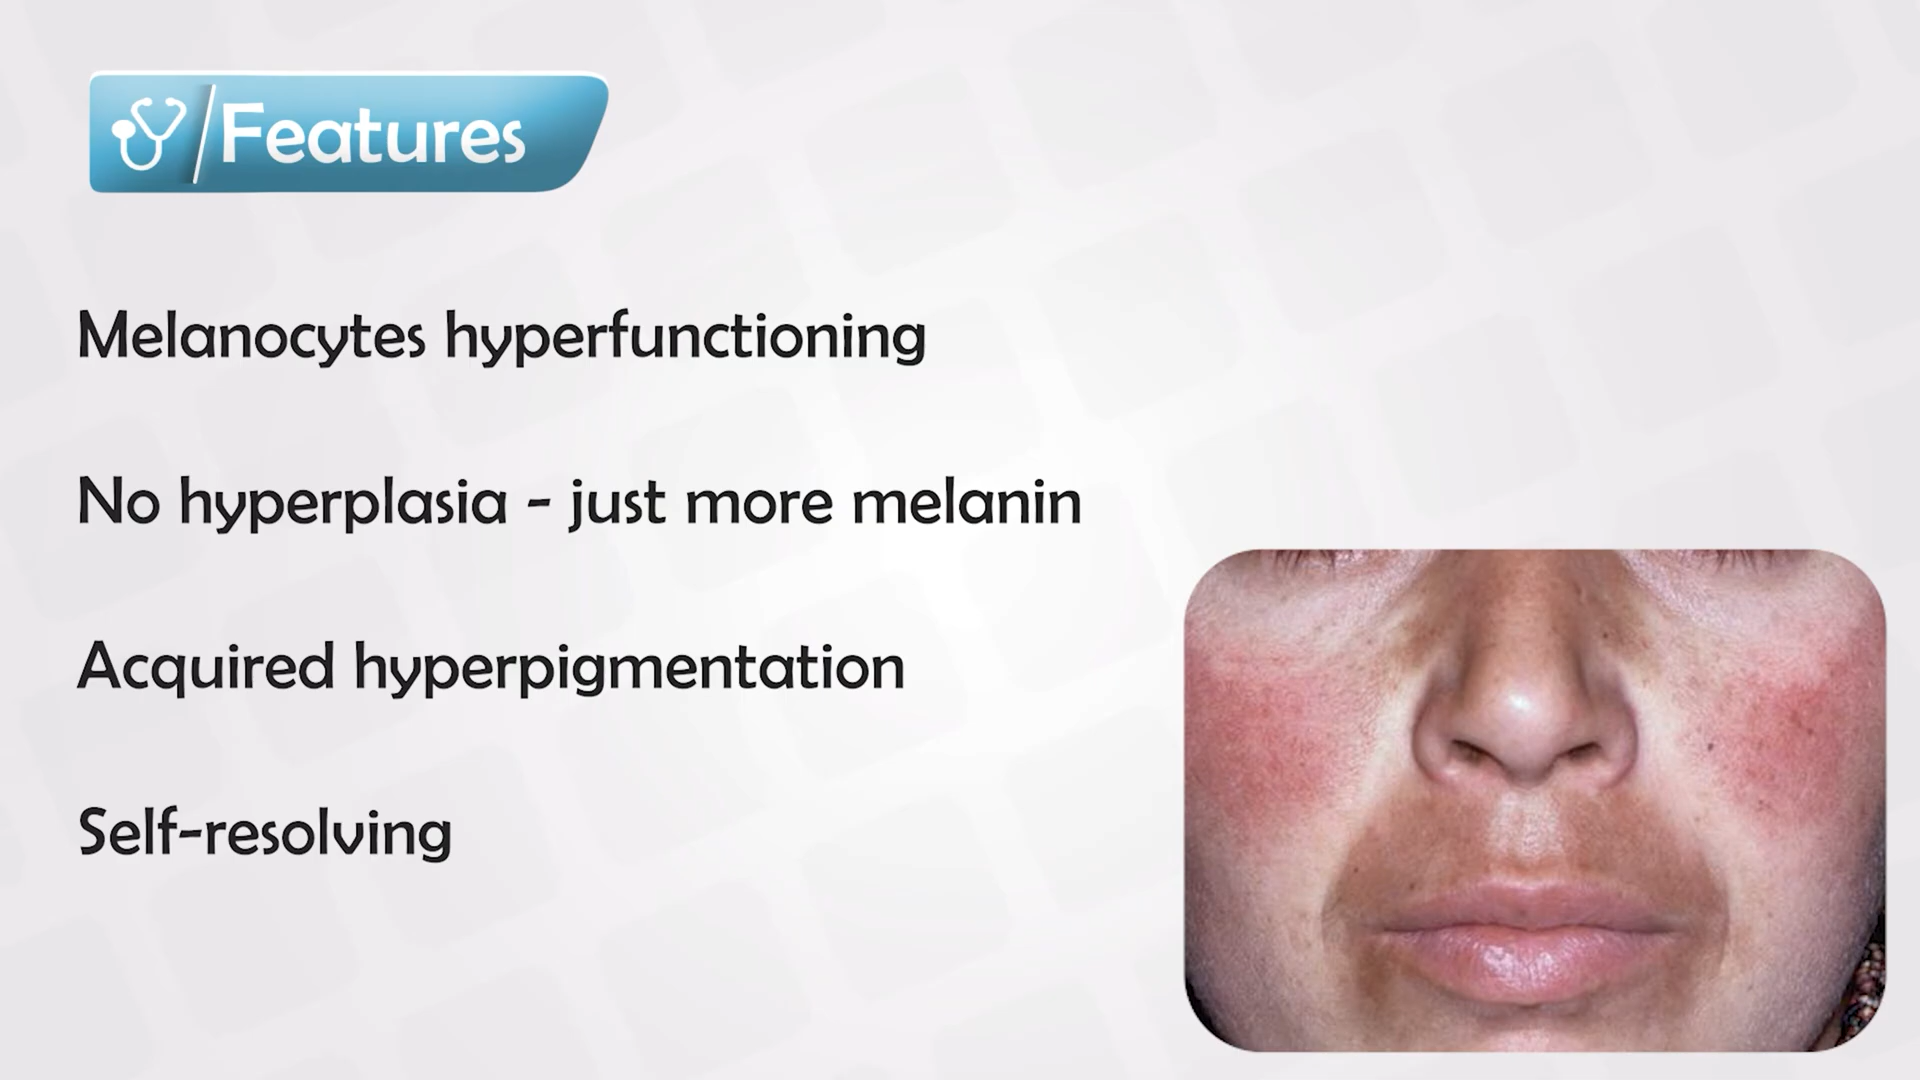 Features
Melanocytes hyperfunctioning
No hyperplasia - just more melanin
Acquired hyperpigmentation
Self-resolving